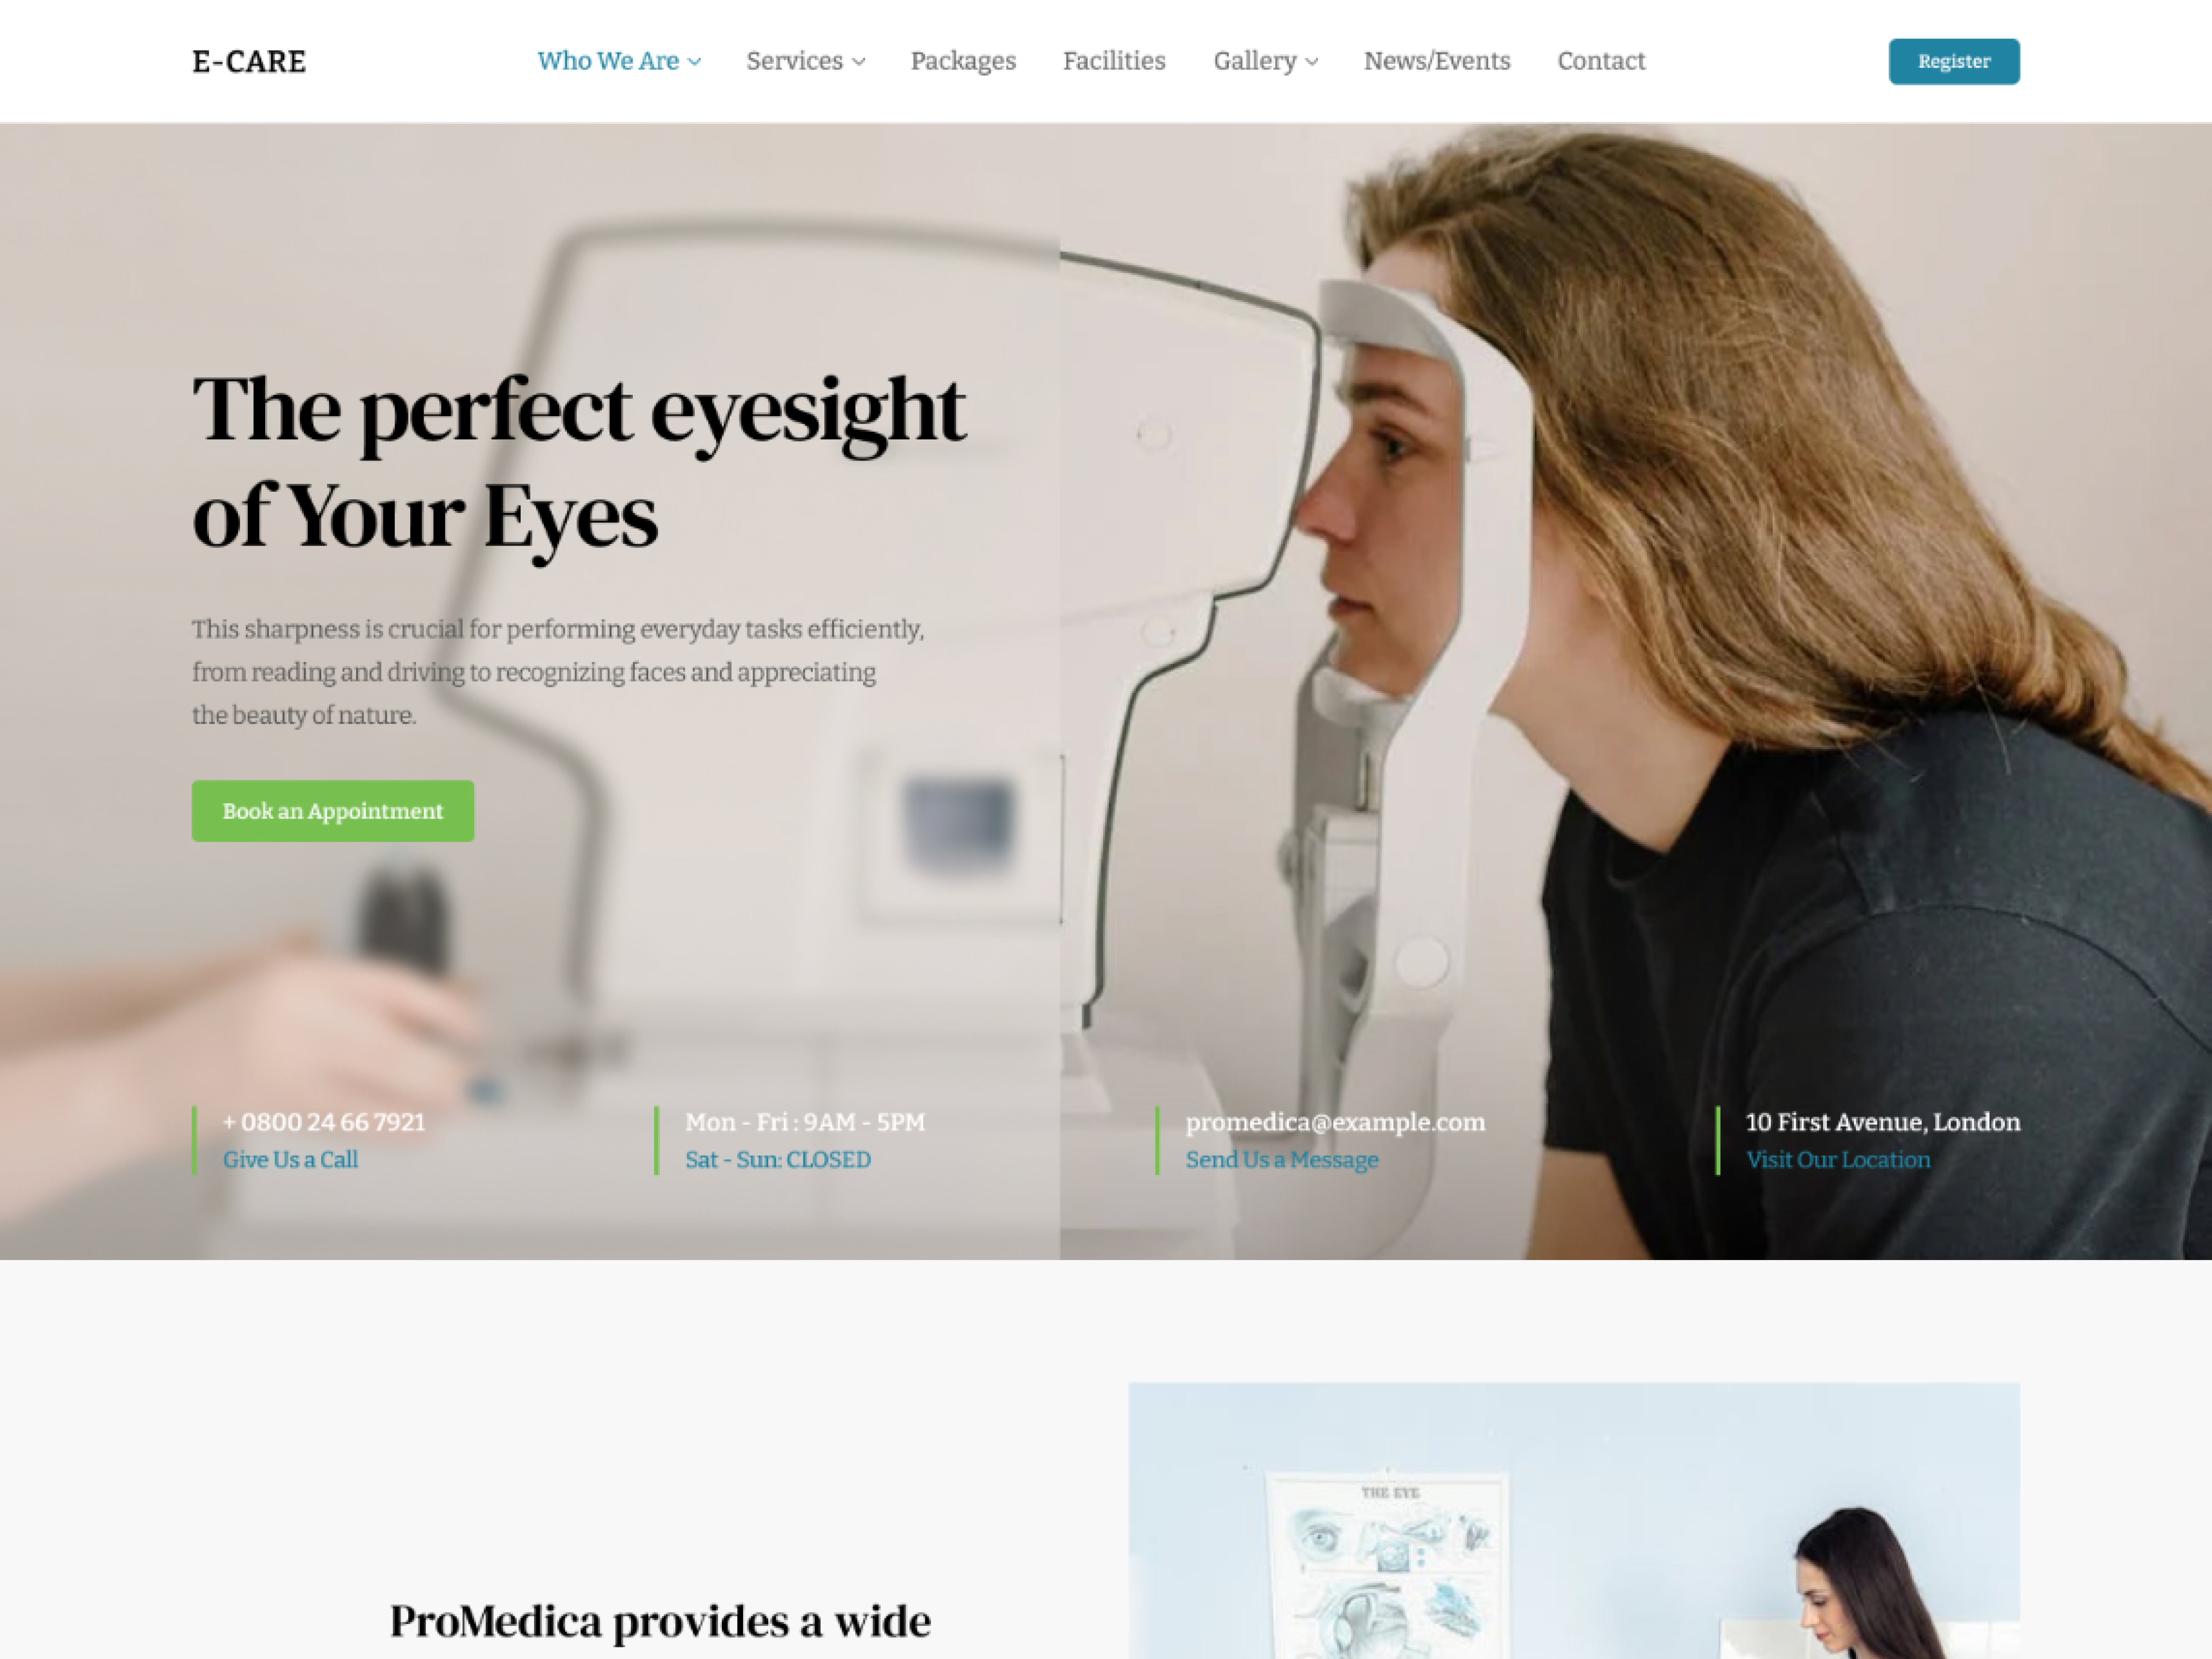 E-CARE
Who We Are
Services
Packages
Facilities
Gallery
News/Events
Contact
Register
The perfect eyesight
of Your Eyes
This sharpness is crucial for performing everyday tasks efficiently,
from reading and driving to recognizing faces and appreciating
the beauty of nature.
Book an Appointment
+ 0800 24 66 7921
Give Us a Call
Mon - Fri : 9AM - 5PM
Sat - Sun: CLOSED
promedica@example.com
Send Us a Message
10 First Avenue, London
Visit Our Location
THE EYE
ProMedica provides a wide